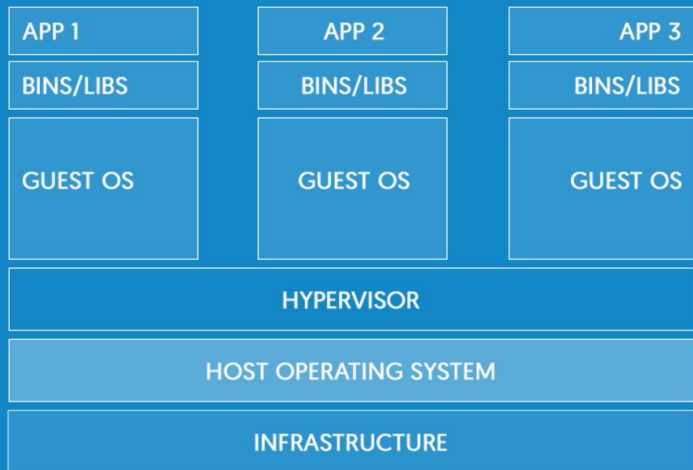 APP 1 APP 2 APP 3
BINS/LIBS BINS/LIBS BINS/LIBS
GUEST OS GUEST OS GUEST OS
HYPERVISOR
HOST OPERATING SYSTEM
INFRASTRUCTURE